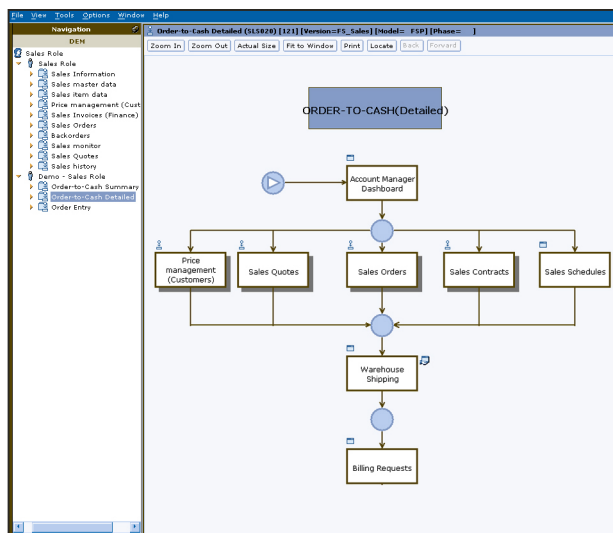 File View Tools Options Window Help
Navigation
DEM
Sales Role
Sales Role
Sales Information
Sales master data
Sales item data
Price management (Cust
Sales Invoices (Finance)
Sales Orders
Backorders
Sales monitor
Sales Quotes
Sales history
Demo - Sales Role
Order-to-Cash Summary
Order-to-Cash Detailed
Order Entry
Order-to-Cash Detailed (SLS020) [121] [Version=F5_Sales] [Model= FSP] [Phase= ]
Zoom In Zoom Out Actual Size Fit to Window Print Locate Back Forward
ORDER-TO-CASH(Detailed)
Account Manager
Dashboard
Price
management
(Customers)
Sales Quotes
Sales Orders
Sales Contracts
Sales Schedules
Warehouse
Shipping
Billing Requests